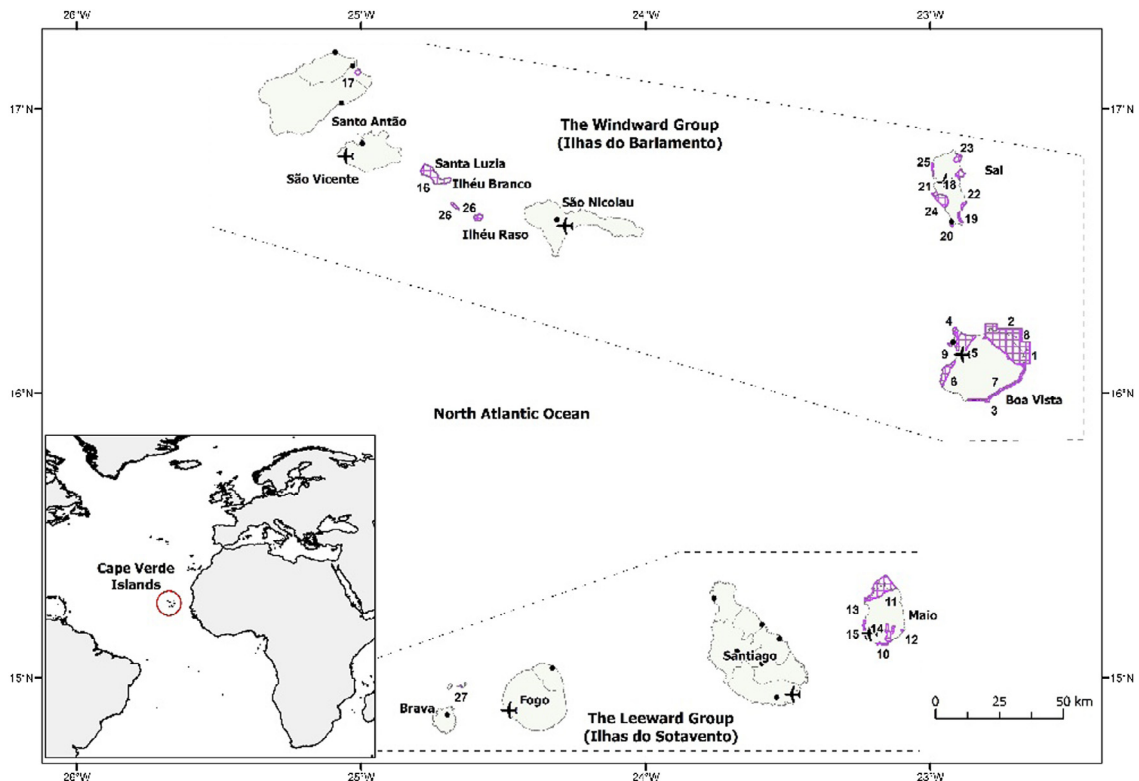 26°W 25°W 24°W 23°W
17°N
17°N
17
Santo Antão
The Windward Group
(Ilhas do Barlamento)
São Vicente
Santa Luzia
16
Ilhéu Branco
26 26
Ilhéu Raso
São Nicolau
23
25
Sal
18
21
22
24
19
20
4
2
8
9
5
1
6
7
3
Boa Vista
16°N
16°N
North Atlantic Ocean
Cape Verde
Islands
11
13
Maio
14
15
12
10
Santiago
15°N
15°N
27
Brava
Fogo
The Leeward Group
(Ilhas do Sotavento)
0 25 50 km
26°W 25°W 24°W 23°W